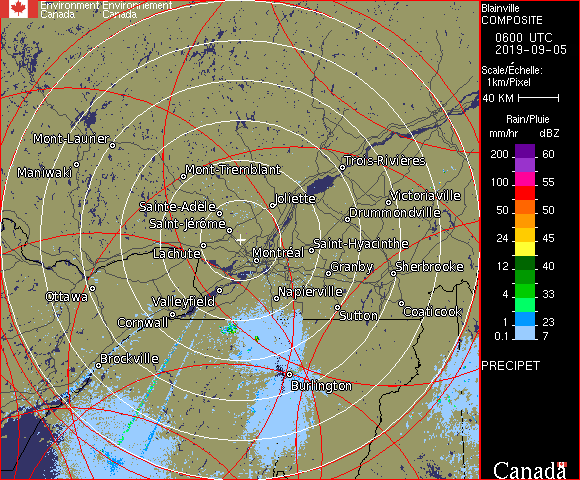 Environment Environnement
Canada Canada
Blainville
COMPOSITE
0600 UTC
2019-09-05
Scale/Échelle:
1km/Pixel
40 KM
Rain/Pluie
mm/hr dBZ
200 60
100 55
50 50
24 45
12 40
4 33
1 23
0.1 7
PRECIPET
Canada
Mont-Laurier
Maniwaki
Mont-Tremblant
Trois-Rivières
Joliette
Victoriaville
Sainte-Adèle
Drummondville
Saint-Jérôme
Lachute
Montréal
Saint-Hyacinthe
Granby
Sherbrooke
Ottawa
Valleyfield
Napierville
Cornwall
Sutton
Coaticook
Brockville
Burlington